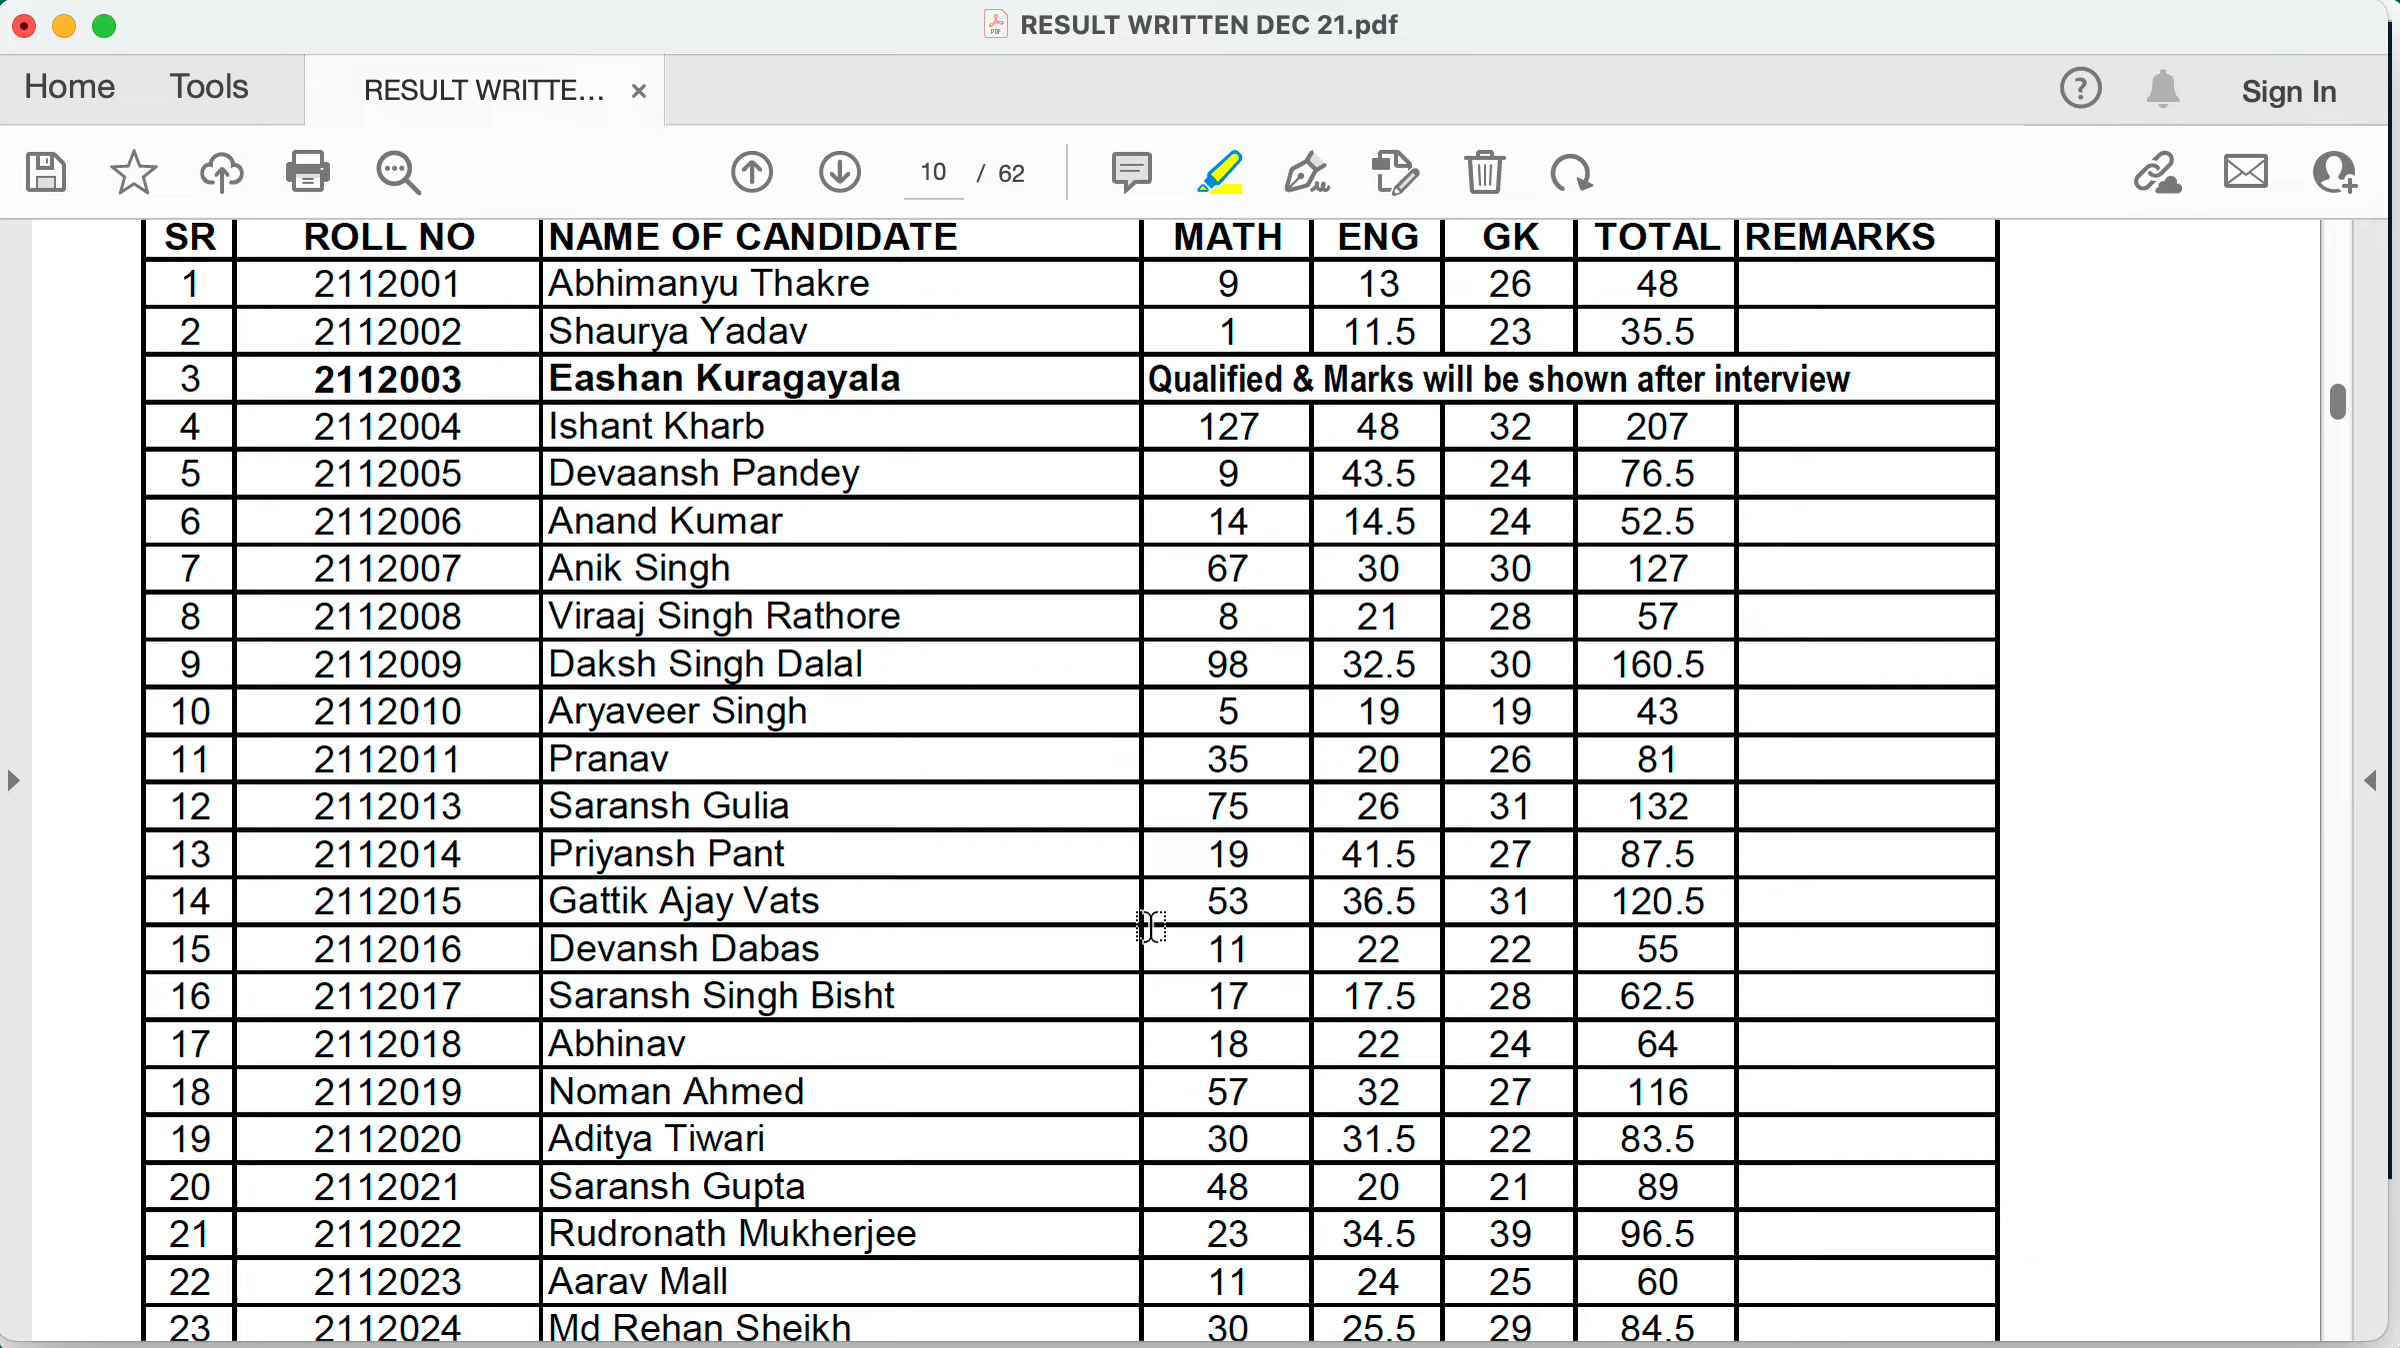 RESULT WRITTEN DEC 21.pdf
Home Tools RESULT WRITTE... × ? Sign In
10 / 62
SR ROLL NO NAME OF CANDIDATE MATH ENG GK TOTAL REMARKS
1 2112001 Abhimanyu Thakre 9 13 26 48
2 2112002 Shaurya Yadav 1 11.5 23 35.5
3 2112003 Eashan Kuragayala Qualified & Marks will be shown after interview
4 2112004 Ishant Kharb 127 48 32 207
5 2112005 Devaansh Pandey 9 43.5 24 76.5
6 2112006 Anand Kumar 14 14.5 24 52.5
7 2112007 Anik Singh 67 30 30 127
8 2112008 Viraaj Singh Rathore 8 21 28 57
9 2112009 Daksh Singh Dalal 98 32.5 30 160.5
10 2112010 Aryaveer Singh 5 19 19 43
11 2112011 Pranav 35 20 26 81
12 2112013 Saransh Gulia 75 26 31 132
13 2112014 Priyansh Pant 19 41.5 27 87.5
14 2112015 Gattik Ajay Vats 53 36.5 31 120.5
15 2112016 Devansh Dabas 11 22 22 55
16 2112017 Saransh Singh Bisht 17 17.5 28 62.5
17 2112018 Abhinav 18 22 24 64
18 2112019 Noman Ahmed 57 32 27 116
19 2112020 Aditya Tiwari 30 31.5 22 83.5
20 2112021 Saransh Gupta 48 20 21 89
21 2112022 Rudronath Mukherjee 23 34.5 39 96.5
22 2112023 Aarav Mall 11 24 25 60
23 2112024 Md Rehan Sheikh 30 25.5 29 84.5